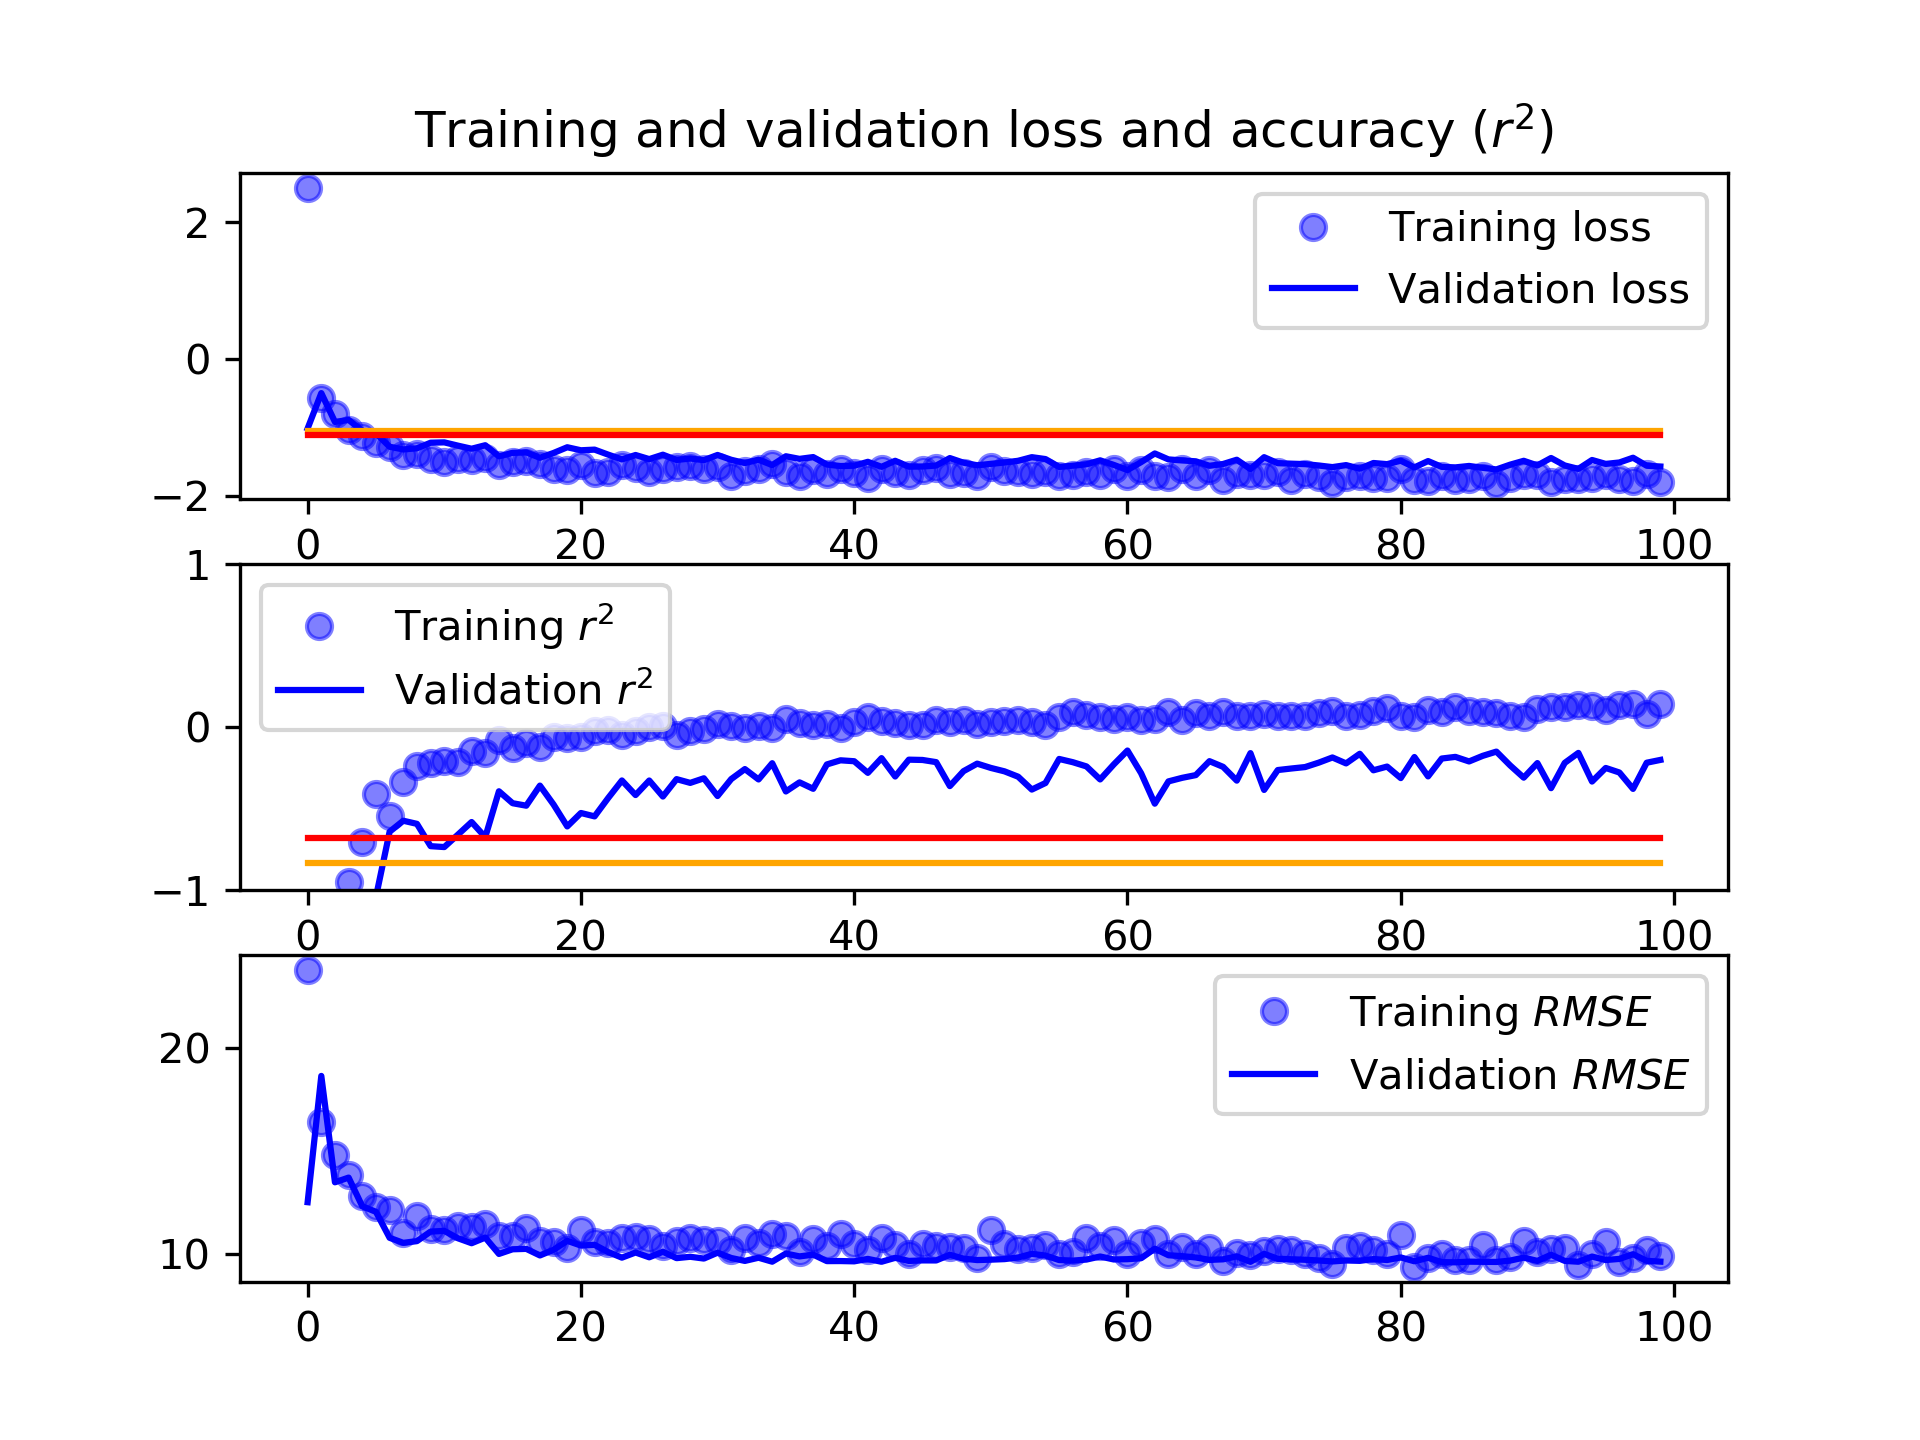 Training and validation loss and accuracy (r²)
2
0
−2
Training loss
Validation loss
0 20 40 60 80 100
1
0
−1
Training r²
Validation r²
0 20 40 60 80 100
20
10
Training RMSE
Validation RMSE
0 20 40 60 80 100